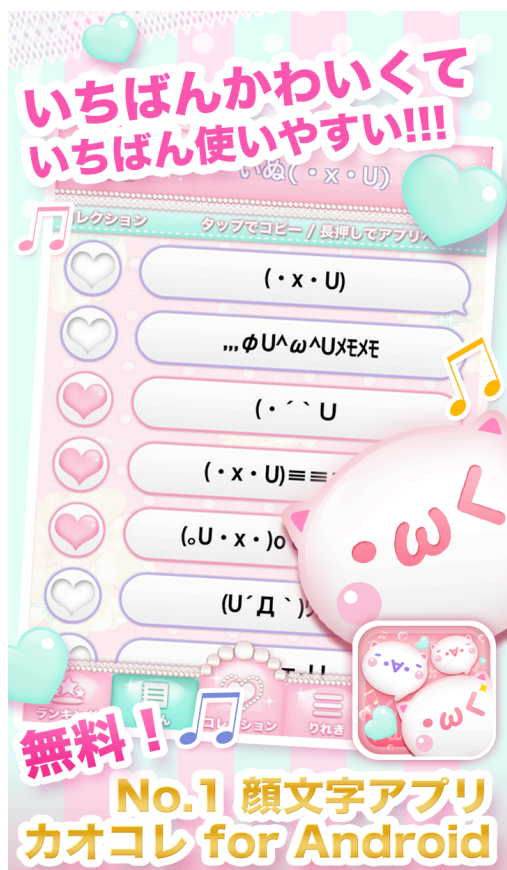 いちばんかわいくて
いちばん使いやすい!!!
いぬ(・x・U)
レクション タップでコピー / 長押しでアプリへ
(・x・U)
,,,φU^ω^Uﾒﾓﾒﾓ
(・´｀U
(・x・U)≡≡
(｡U・x・)o
(U´Д｀)
コレクション りれき
無料！
No.1 顔文字アプリ
カオコレ for Android